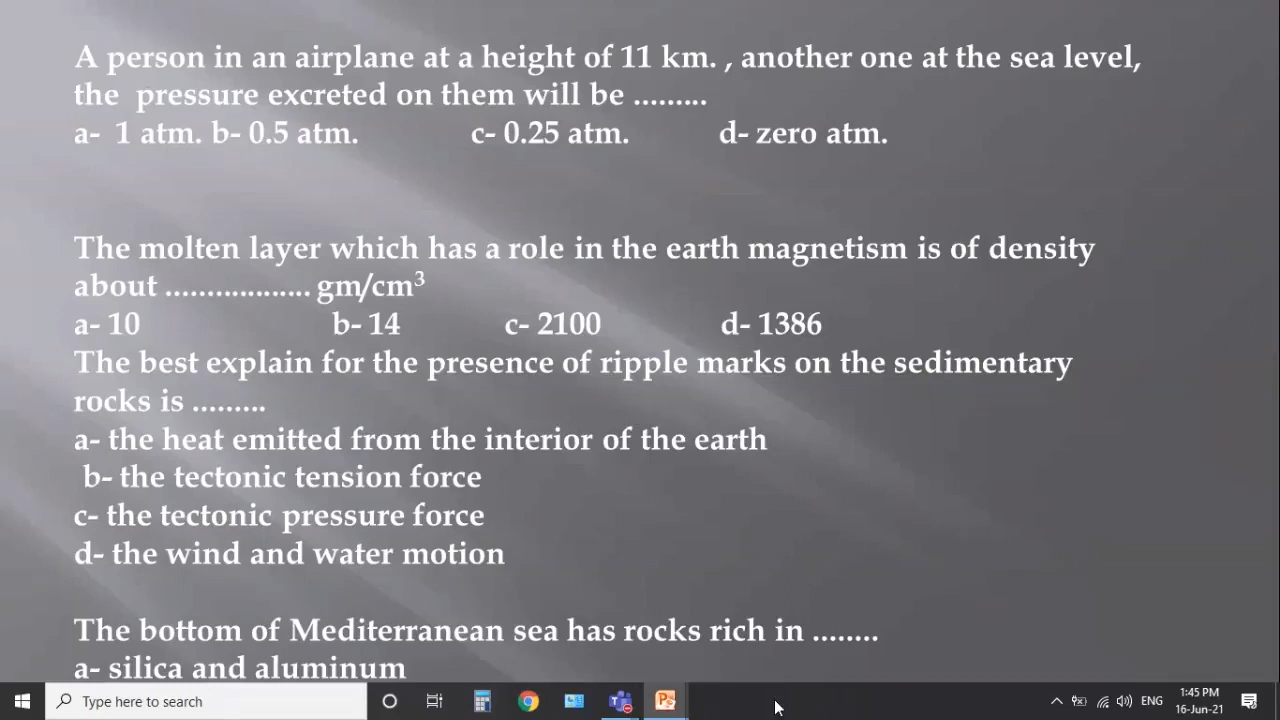 A person in an airplane at a height of 11 km. , another one at the sea level,
the pressure excreted on them will be .........
a- 1 atm. b- 0.5 atm. c- 0.25 atm. d- zero atm.
The molten layer which has a role in the earth magnetism is of density
about .................. gm/cm³
a- 10 b- 14 c- 2100 d- 1386
The best explain for the presence of ripple marks on the sedimentary
rocks is .........
a- the heat emitted from the interior of the earth
b- the tectonic tension force
c- the tectonic pressure force
d- the wind and water motion
The bottom of Mediterranean sea has rocks rich in ........
a- silica and aluminum
Type here to search
ENG
1:45 PM
16-Jun-21